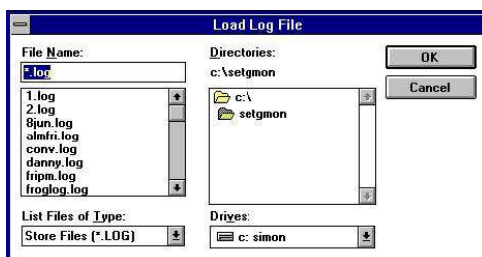 Load Log File
File Name:
*.log
1.log
2.log
8jun.log
almfri.log
conv.log
danny.log
fripm.log
froglog.log
List Files of Type:
Store Files (*.LOG)
Directories:
c:\setgmon
c:\
setgmon
Drives:
c: simon
OK
Cancel